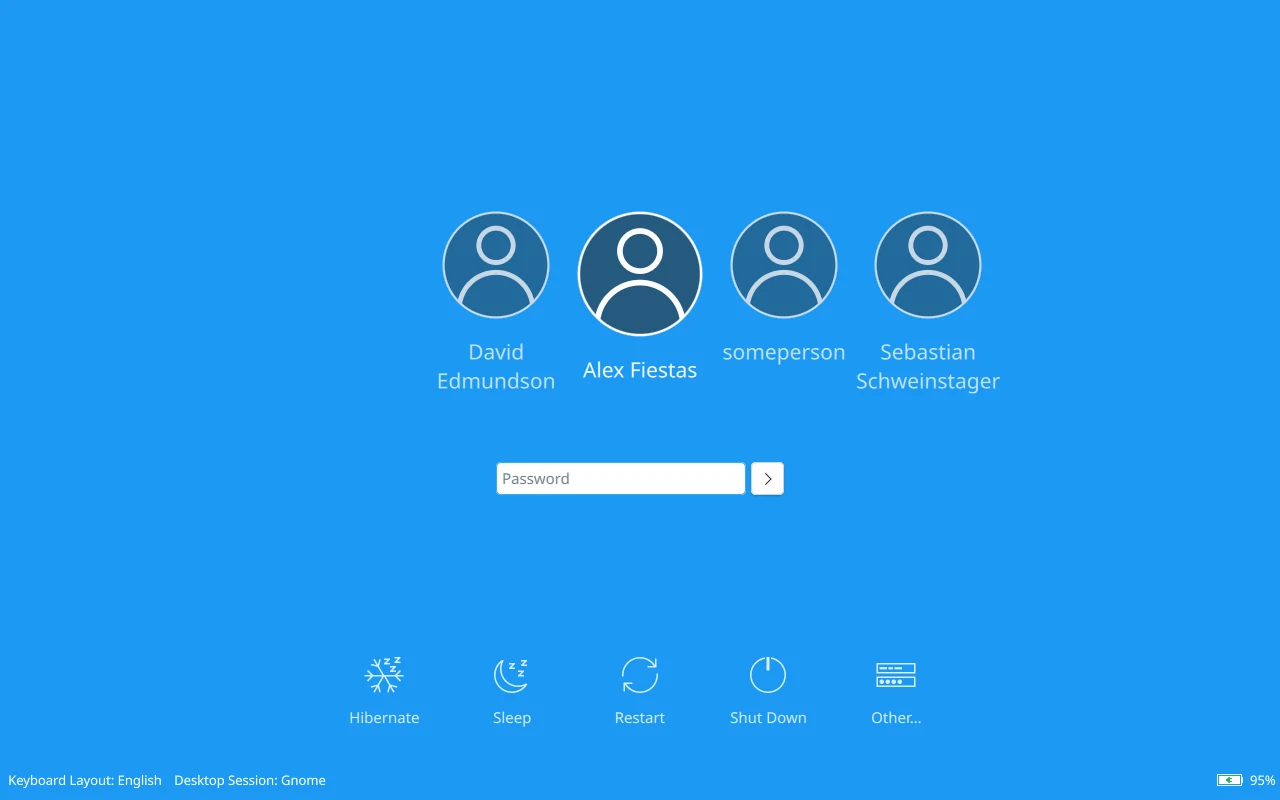 David
Edmundson
Alex Fiestas
someperson
Sebastian
Schweinstager
Password
Hibernate
Sleep
Restart
Shut Down
Other...
Keyboard Layout: English
Desktop Session: Gnome
95%